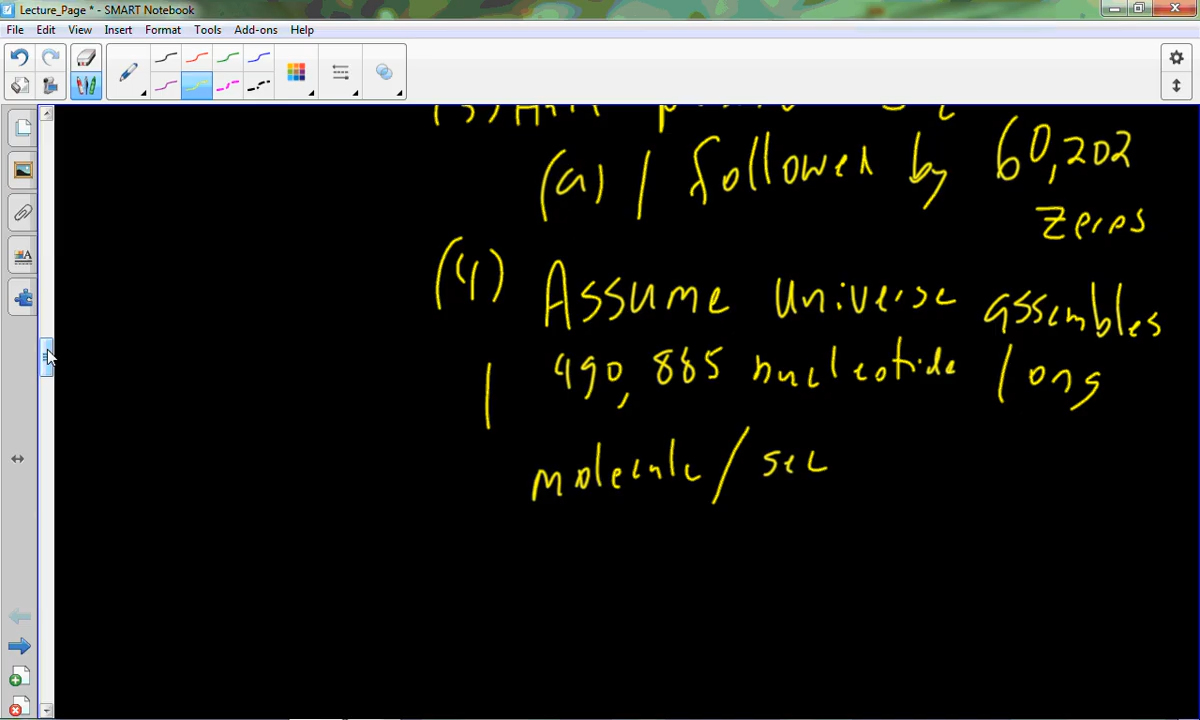 Lecture_Page * - SMART Notebook
File Edit View Insert Format Tools Add-ons Help
(a) 1 followed by 60,202
zeros
(4) Assume Universe assembles
1 490,885 nucleotide long
molecule/sec